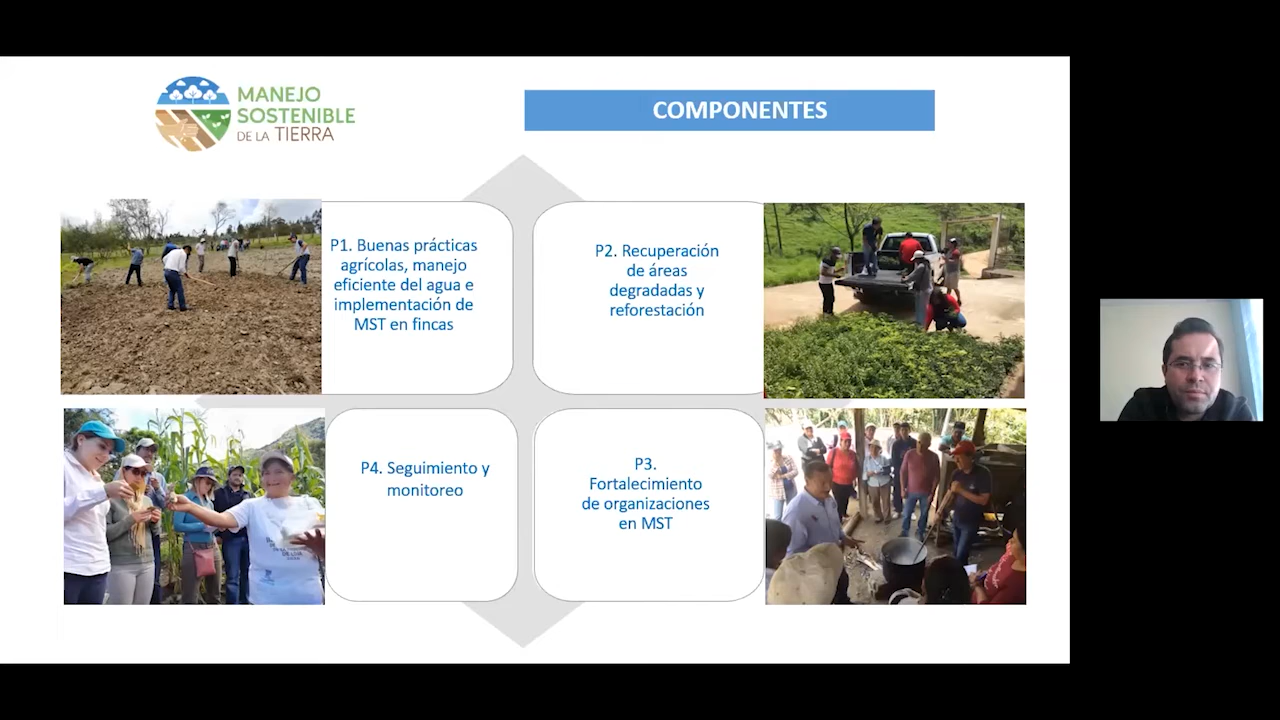 MANEJO
SOSTENIBLE
DE LA TIERRA
COMPONENTES
P1. Buenas prácticas
agrícolas, manejo
eficiente del agua e
implementación de
MST en fincas
P2. Recuperación
de áreas
degradadas y
reforestación
P4. Seguimiento y
monitoreo
P3.
Fortalecimiento
de organizaciones
en MST